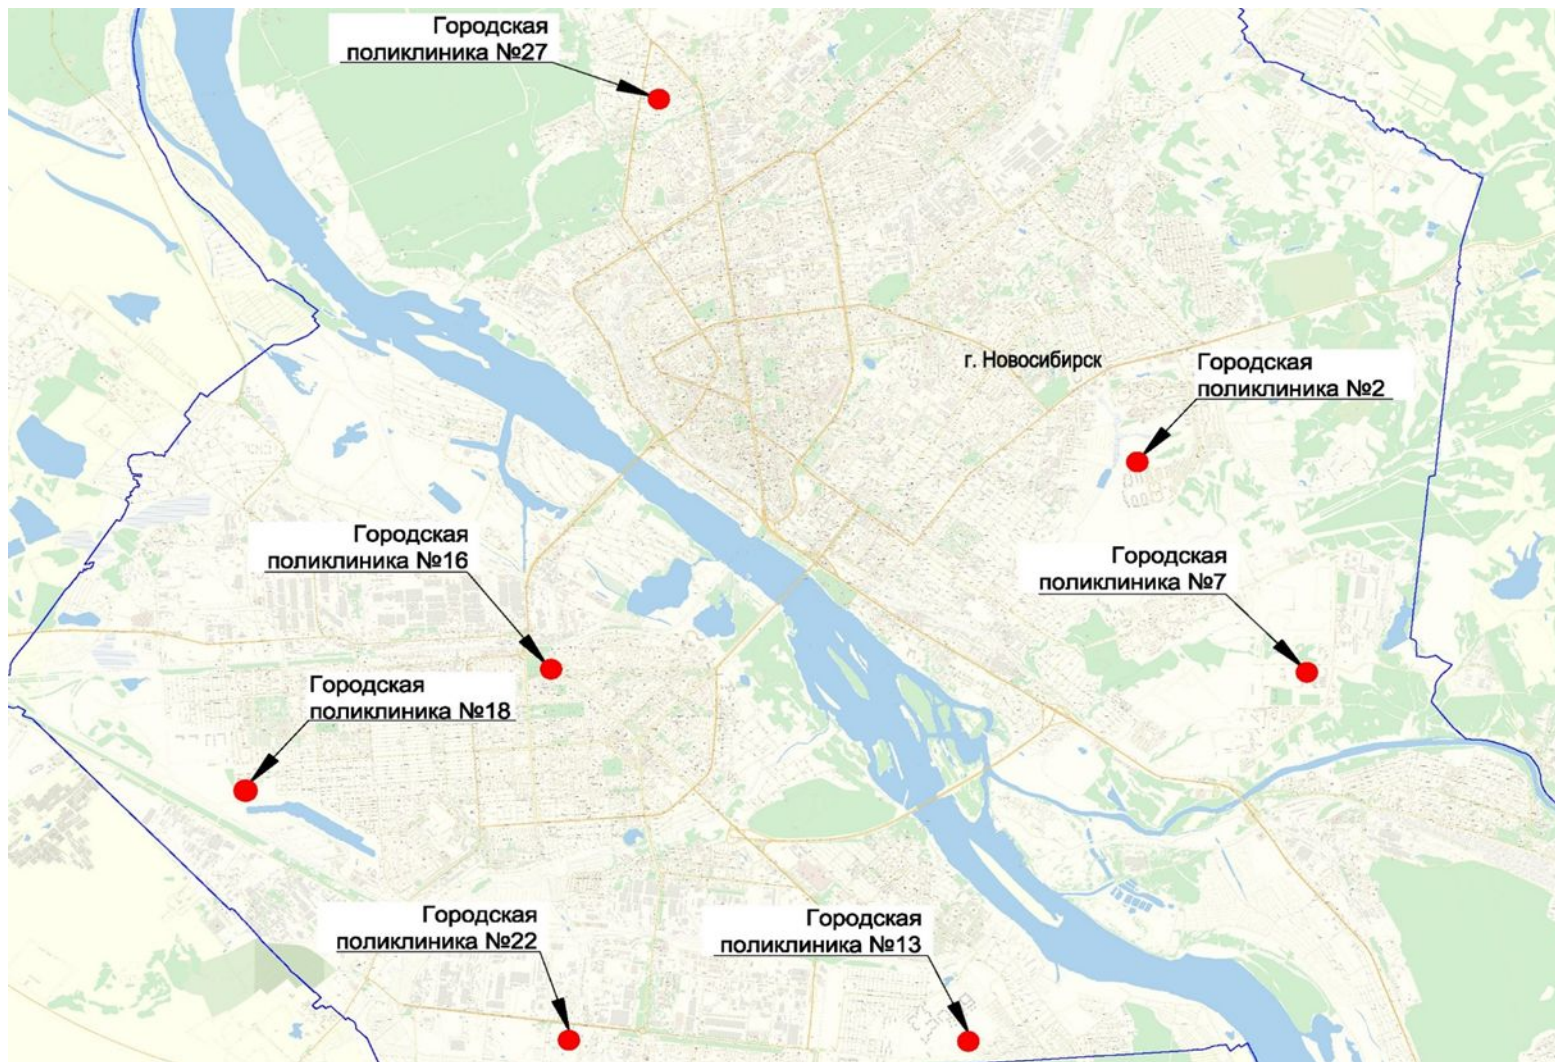 Городская
поликлиника №27
г. Новосибирск
Городская
поликлиника №2
Городская
поликлиника №16
Городская
поликлиника №7
Городская
поликлиника №18
Городская
поликлиника №22
Городская
поликлиника №13